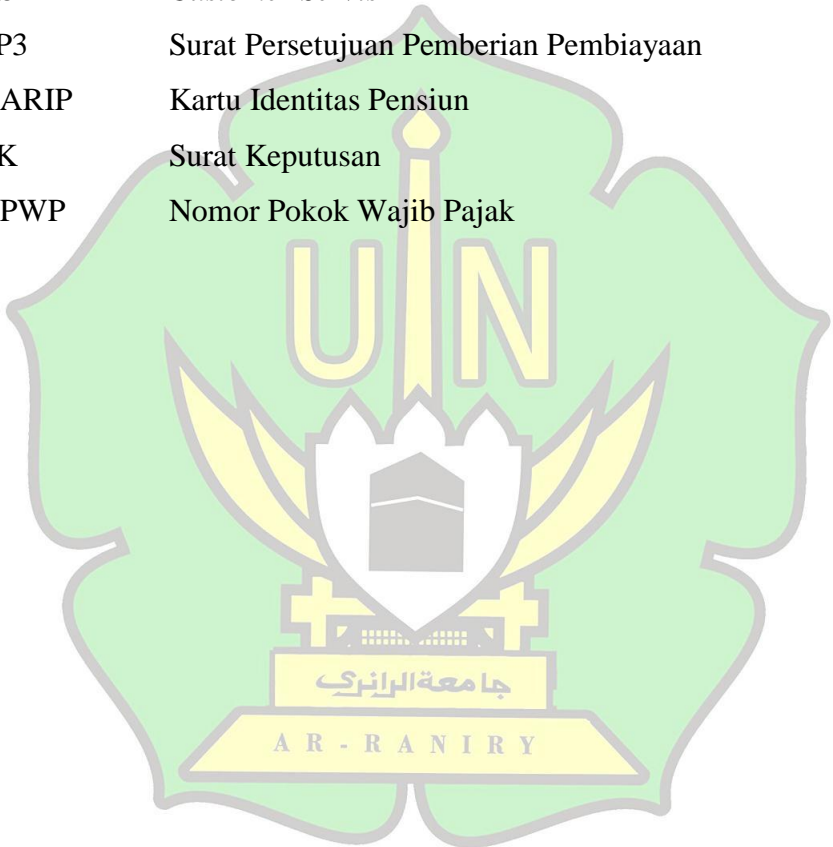 P3 Surat Persetujuan Pemberian Pembiayaan
ARIP Kartu Identitas Pensiun
K Surat Keputusan
PWP Nomor Pokok Wajib Pajak
UIN
جامعة الرانري
AR-RANIRY